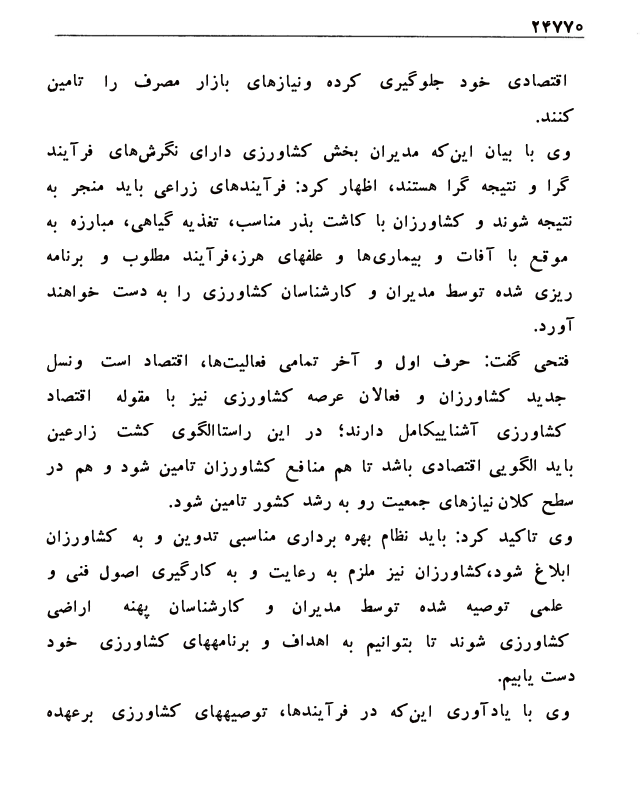 ۲۴۷۷۰
اقتصادی خود جلوگیری کرده ونیازهای بازار مصرف را تامین
کنند.
وی با بیان این‌که مدیران بخش کشاورزی دارای نگرش‌های فرآیند
گرا و نتیجه گرا هستند، اظهار کرد: فرآیندهای زراعی باید منجر به
نتیجه شوند و کشاورزان با کاشت بذر مناسب، تغذیه گیاهی، مبارزه به
موقع با آفات و بیماری‌ها و علفهای هرز،فرآیند مطلوب و برنامه
ریزی شده توسط مدیران و کارشناسان کشاورزی را به دست خواهند
آورد.
فتحی گفت: حرف اول و آخر تمامی فعالیت‌ها، اقتصاد است ونسل
جدید کشاورزان و فعالان عرصه کشاورزی نیز با مقوله اقتصاد
کشاورزی آشناییکامل دارند؛ در این راستاالگوی کشت زارعین
باید الگویی اقتصادی باشد تا هم منافع کشاورزان تامین شود و هم در
سطح کلان نیازهای جمعیت رو به رشد کشور تامین شود.
وی تاکید کرد: باید نظام بهره برداری مناسبی تدوین و به کشاورزان
ابلاغ شود،کشاورزان نیز ملزم به رعایت و به کارگیری اصول فنی و
علمی توصیه شده توسط مدیران و کارشناسان پهنه اراضی
کشاورزی شوند تا بتوانیم به اهداف و برنامههای کشاورزی خود
دست یابیم.
وی با یادآوری این‌که در فرآیندها، توصیههای کشاورزی برعهده